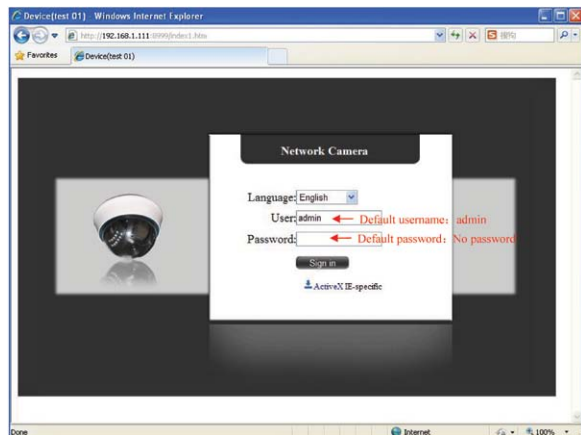 Device(test 01) - Windows Internet Explorer
http://192.168.1.111:9999/index1.htm
Favorites
Device(test 01)
Network Camera
Language: English
User: admin
Default username: admin
Password:
Default password: No password
Sign in
ActiveX IE-specific
Done
Internet
100%